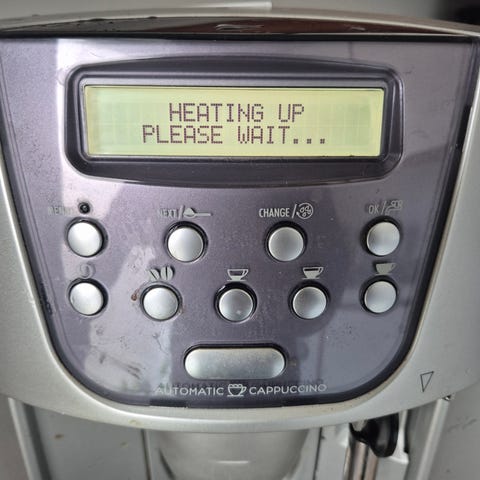 HEATING UP
PLEASE WAIT...
MENU
NEXT/
CHANGE/
OK/
AUTOMATIC CAPPUCCINO